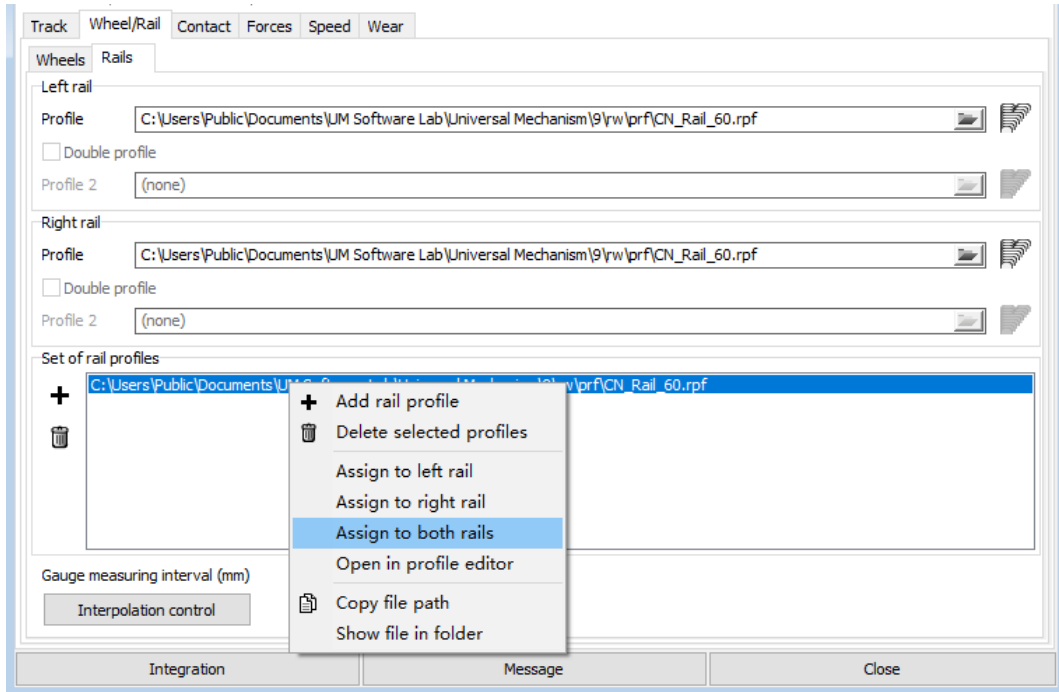 Track Wheel/Rail Contact Forces Speed Wear
Wheels Rails
Left rail
Profile C:\Users\Public\Documents\UM Software Lab\Universal Mechanism\9\rw\prf\CN_Rail_60.rpf
Double profile
Profile 2 (none)
Right rail
Profile C:\Users\Public\Documents\UM Software Lab\Universal Mechanism\9\rw\prf\CN_Rail_60.rpf
Double profile
Profile 2 (none)
Set of rail profiles
C:\Users\Public\Documents\UM \prf\CN_Rail_60.rpf
Add rail profile
Delete selected profiles
Assign to left rail
Assign to right rail
Assign to both rails
Open in profile editor
Copy file path
Show file in folder
Gauge measuring interval (mm)
Interpolation control
Integration Message Close